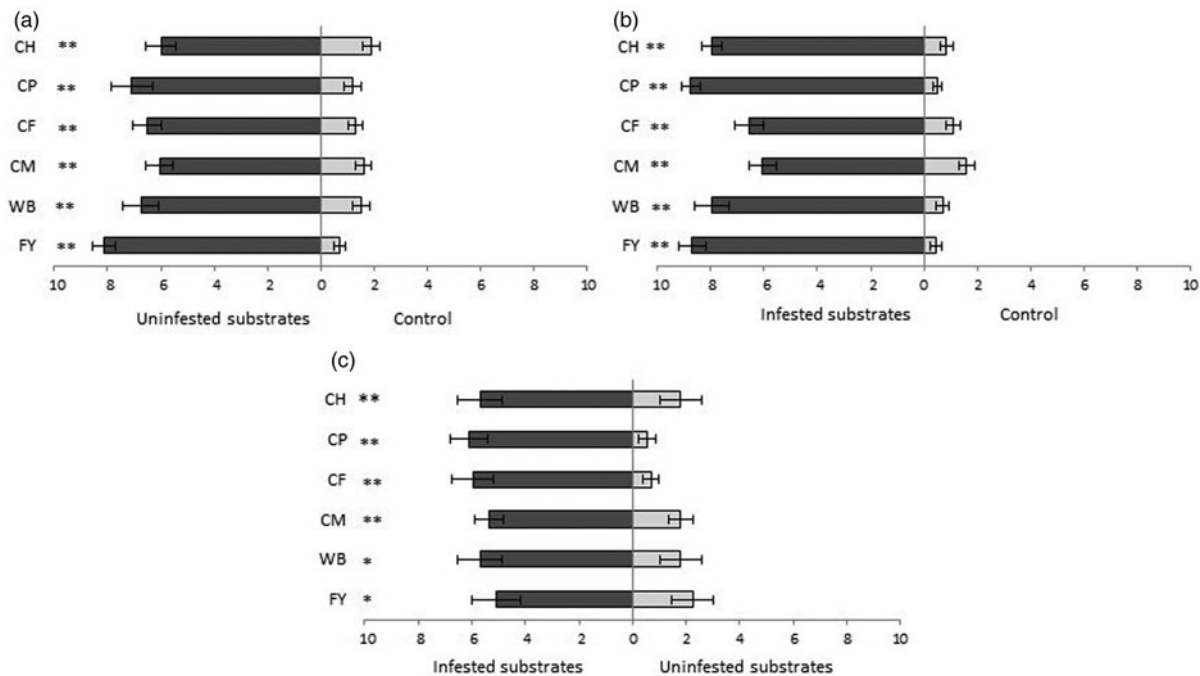 (a)
CH **
CP **
CF **
CM **
WB **
FY **
10 8 6 4 2 0 2 4 6 8 10
Uninfested substrates Control
(b)
CH **
CP **
CF **
CM **
WB **
FY **
10 8 6 4 2 0 2 4 6 8 10
Infested substrates Control
(c)
CH **
CP **
CF **
CM **
WB *
FY *
10 8 6 4 2 0 2 4 6 8 10
Infested substrates Uninfested substrates